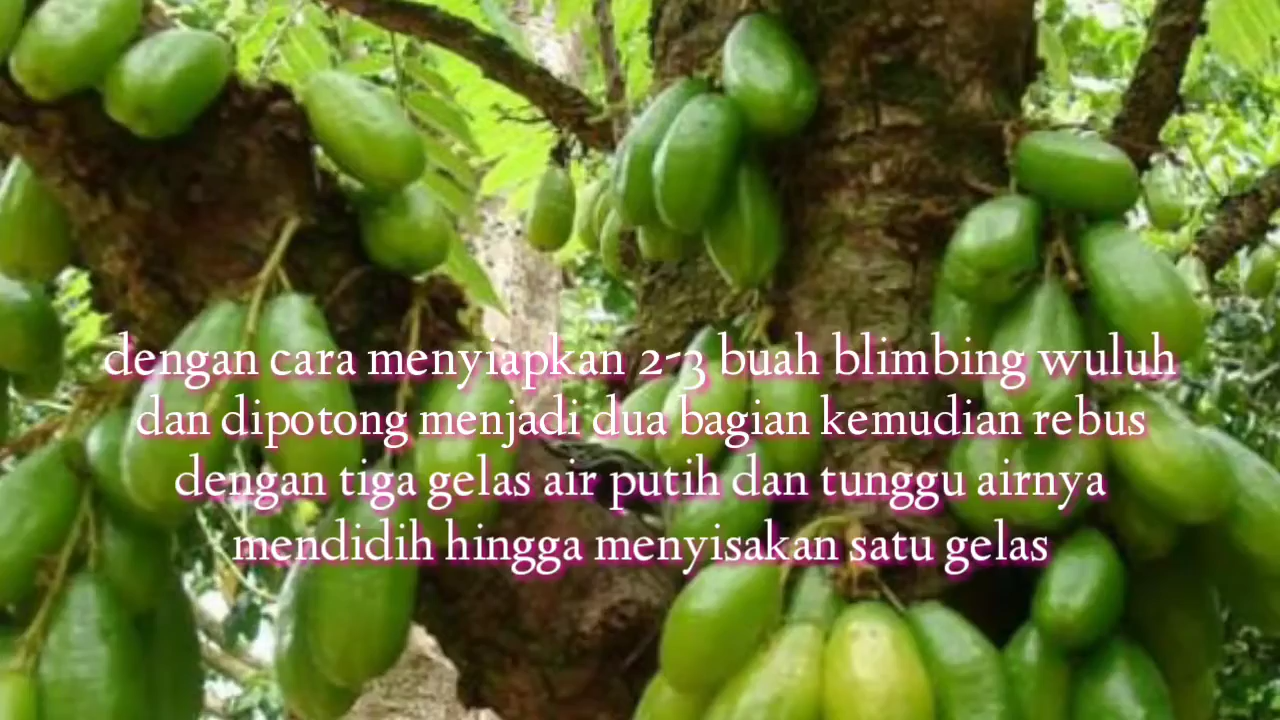 dengan cara menyiapkan 2-3 buah blimbing wuluh
dan dipotong menjadi dua bagian kemudian rebus
dengan tiga gelas air putih dan tunggu airnya
mendidih hingga menyisakan satu gelas